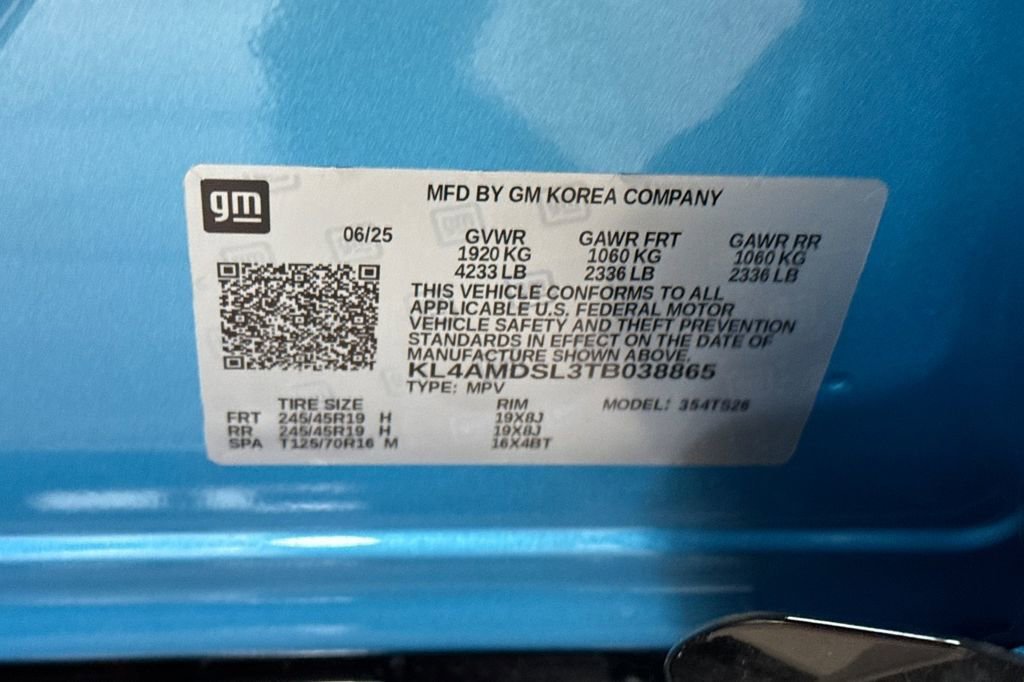 gm
MFD BY GM KOREA COMPANY
06/25
GVWR GAWR FRT GAWR RR
1920 KG 1060 KG 1060 KG
4233 LB 2336 LB 2336 LB
THIS VEHICLE CONFORMS TO ALL
APPLICABLE U.S. FEDERAL MOTOR
VEHICLE SAFETY AND THEFT PREVENTION
STANDARDS IN EFFECT ON THE DATE OF
MANUFACTURE SHOWN ABOVE.
KL4AMDSL3TB038865
TYPE: MPV
TIRE SIZE RIM MODEL: 354TS26
FRT 245/45R19 H 19X8J
RR 245/45R19 H 19X8J
SPA T125/70R16 M 16X4BT